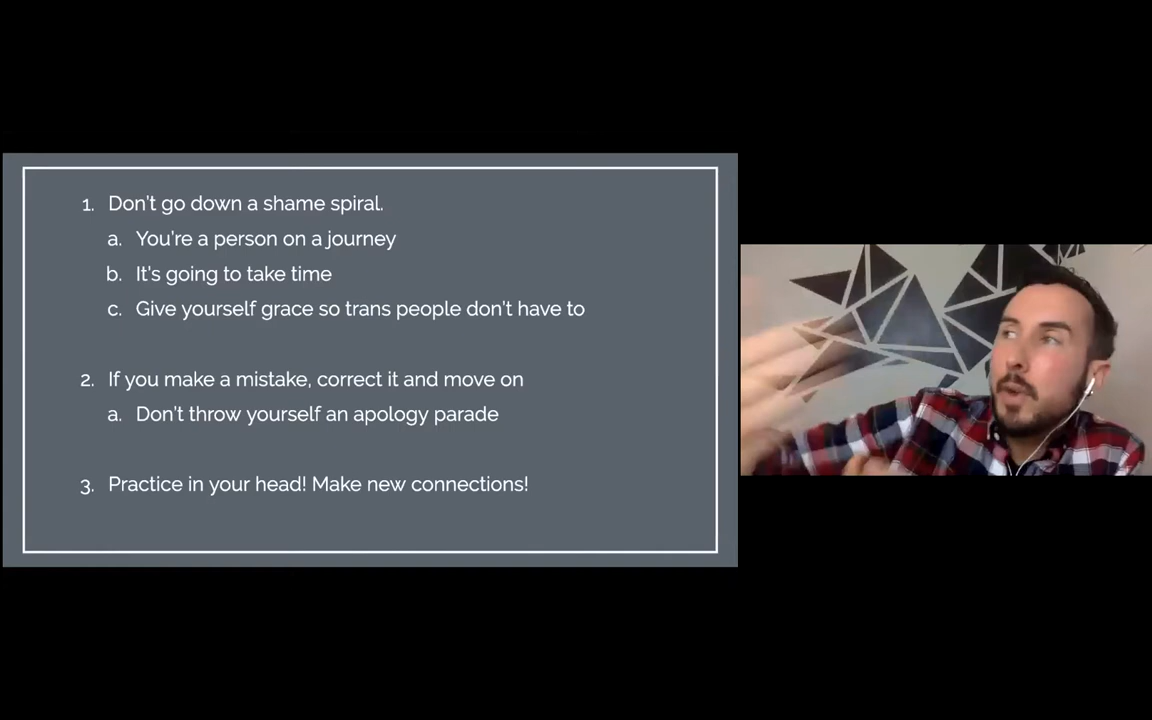 1. Don't go down a shame spiral.
a. You're a person on a journey
b. It's going to take time
c. Give yourself grace so trans people don't have to
2. If you make a mistake, correct it and move on
a. Don't throw yourself an apology parade
3. Practice in your head! Make new connections!